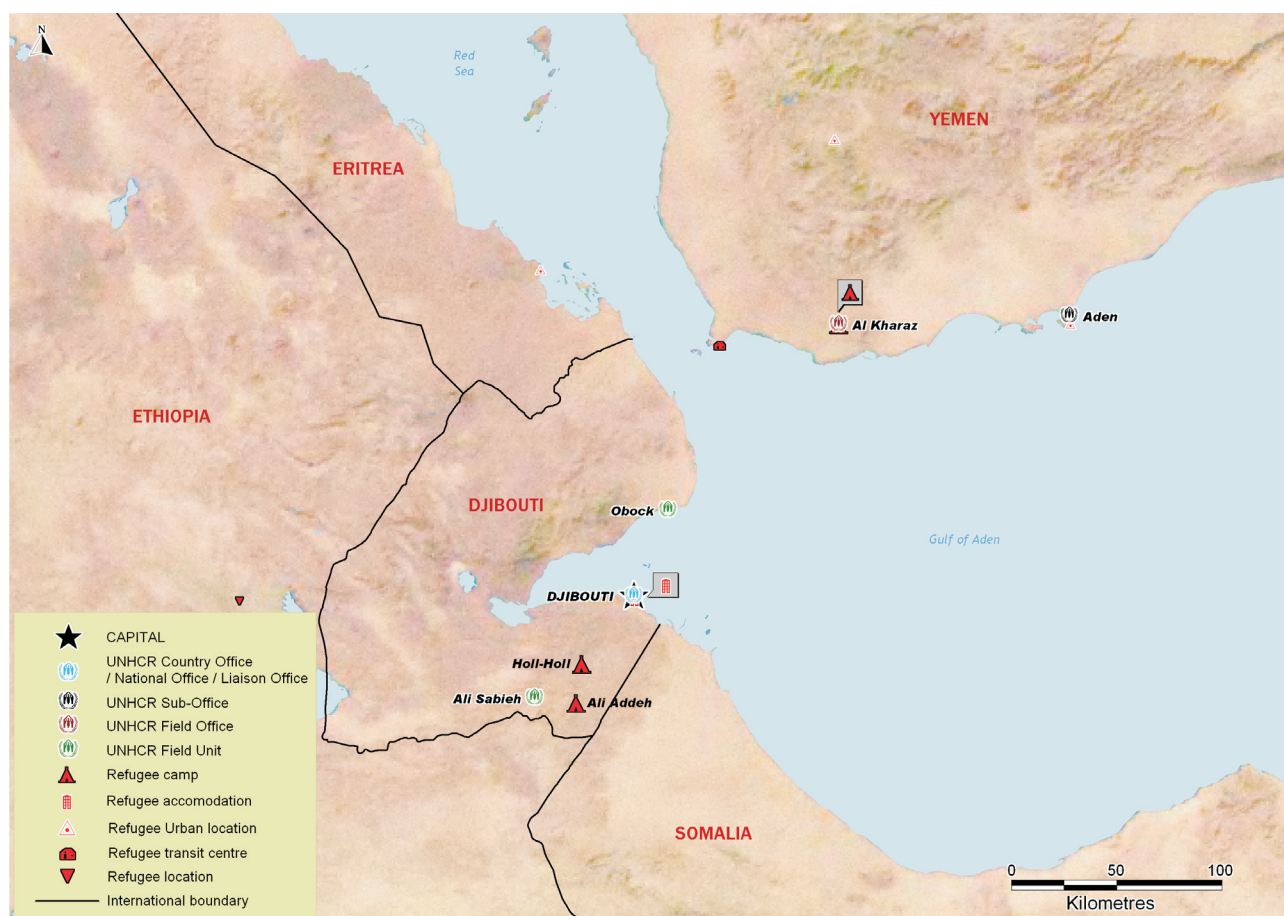 N
Red
Sea
YEMEN
ERITREA
Al Kharaz
Aden
ETHIOPIA
DJIBOUTI
Obock
Gulf of Aden
DJIBOUTI
Holl-Holl
Ali Sabieh
Ali Addeh
SOMALIA
CAPITAL
UNHCR Country Office
/ National Office / Liaison Office
UNHCR Sub-Office
UNHCR Field Office
UNHCR Field Unit
Refugee camp
Refugee accomodation
Refugee Urban location
Refugee transit centre
Refugee location
International boundary
0 50 100
Kilometres